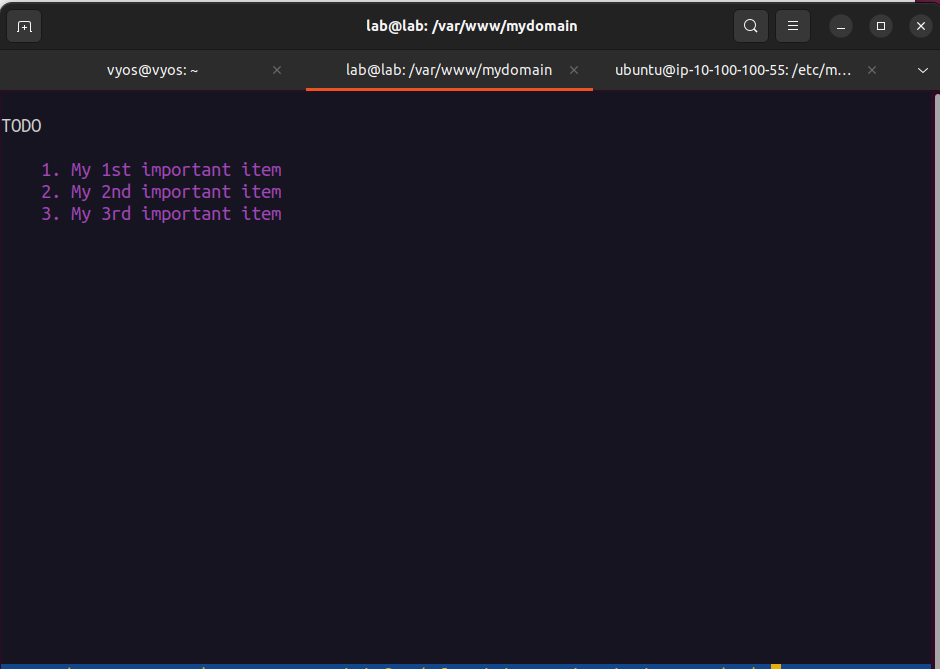 lab@lab: /var/www/mydomain
vyos@vyos: ~
lab@lab: /var/www/mydomain
ubuntu@ip-10-100-100-55: /etc/m…
TODO
1. My 1st important item
2. My 2nd important item
3. My 3rd important item